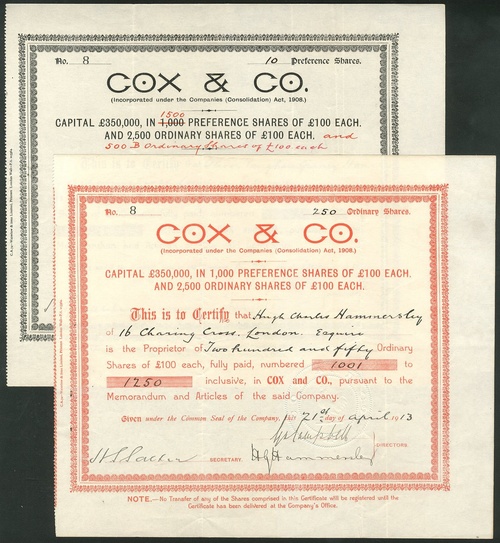 No. 8 10 Preference Shares.
COX & CO.
(Incorporated under the Companies (Consolidation) Act, 1908.)
1500
CAPITAL £350,000, IN 1,000 PREFERENCE SHARES OF £100 EACH.
AND 2,500 ORDINARY SHARES OF £100 EACH. and
500 B Ordinary Shares of £100 each
No. 8 250 Ordinary Shares.
COX & CO.
(Incorporated under the Companies (Consolidation) Act, 1908.)
CAPITAL £350,000, IN 1,000 PREFERENCE SHARES OF £100 EACH.
AND 2,500 ORDINARY SHARES OF £100 EACH.
This is to Certify that Hugh Charles Hammersley
of 16 Charing Cross, London. Esquire
is the Proprietor of Two hundred and fifty Ordinary
Shares of £100 each, fully paid, numbered 1001 to
1250 inclusive, in COX and CO., pursuant to the
Memorandum and Articles of the said Company.
Given under the Common Seal of the Company, this 21st day of April 1913
DIRECTORS
SECRETARY. Hammersley
NOTE.—No Transfer of any of the Shares comprised in this Certificate will be registered until the
Certificate has been delivered at the Company's Office.